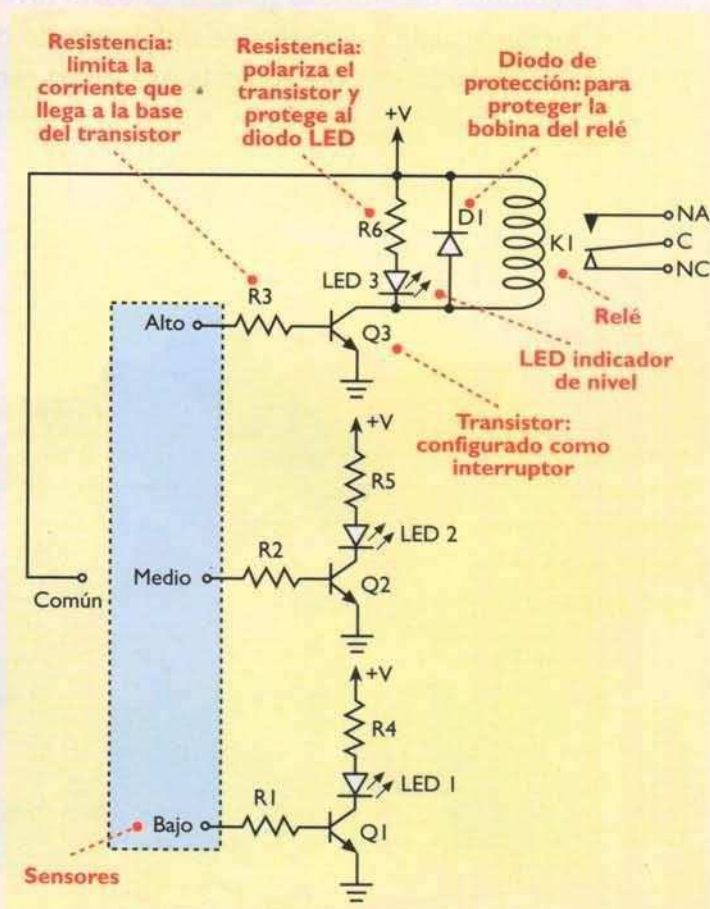 Resistencia:
limita la
corriente que
llega a la base
del transistor
Resistencia:
polariza el
transistor y
protege al
diodo LED
Diodo de
protección: para
proteger la
bobina del relé
+V
R6
D1
K1
NA
C
NC
LED 3
Relé
R3
Alto
Q3
LED indicador
de nivel
Transistor:
configurado como
interruptor
+V
R5
LED 2
R2
Medio
Q2
Común
+V
R4
LED 1
R1
Bajo
Q1
Sensores